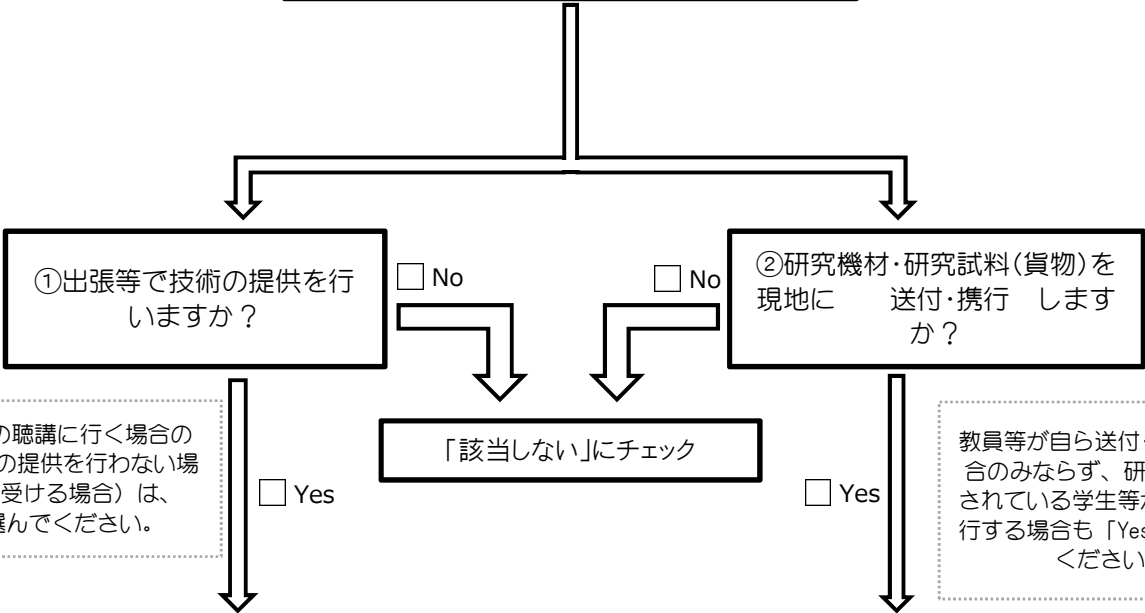 ①出張等で技術の提供を行
いますか？
No
No
②研究機材・研究試料（貨物）を
現地に　　送付・携行　します
か？
「該当しない」にチェック
の聴講に行く場合の
の提供を行わない場
受ける場合）は、
選んでください。
Yes
Yes
教員等が自ら送付・
合のみならず、研
されている学生等が
行する場合も「Yes
ください